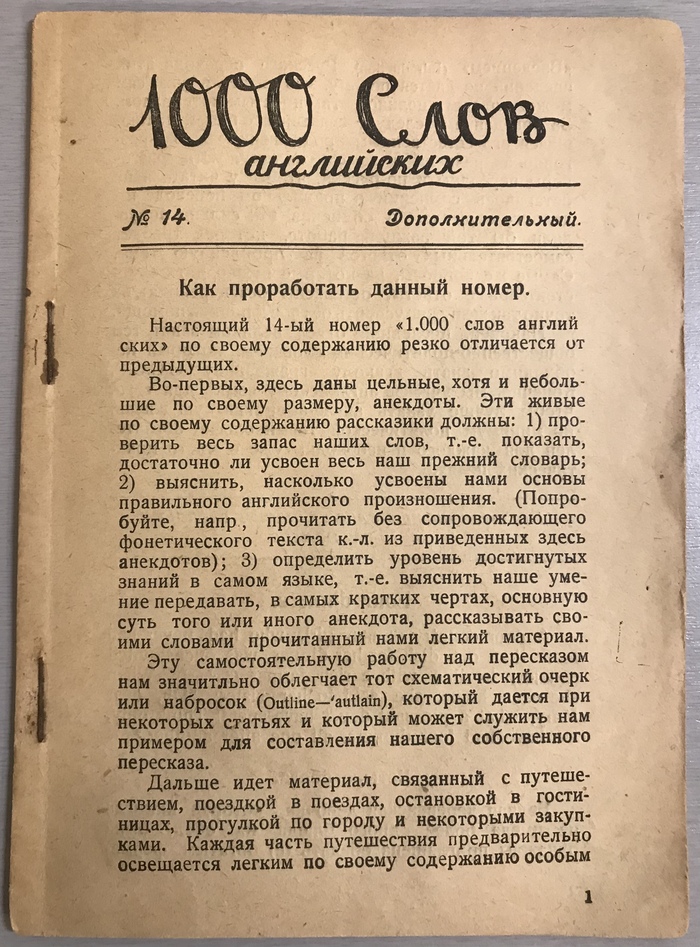 1000 Слов
английских
№ 14.
Дополнительный.
Как проработать данный номер.
Настоящий 14-ый номер «1.000 слов англий
ских» по своему содержанию резко отличается от
предыдущих.
Во-первых, здесь даны цельные, хотя и неболь-
шие по своему размеру, анекдоты. Эти живые
по своему содержанию рассказики должны: 1) про-
верить весь запас наших слов, т.-е. показать,
достаточно ли усвоен весь наш прежний словарь;
2) выяснить, насколько усвоены нами основы
правильного английского произношения. (Попро-
буйте, напр., прочитать без сопровождающего
фонетического текста к.-л. из приведенных здесь
анекдотов); 3) определить уровень достигнутых
знаний в самом языке, т.-е. выяснить наше уме-
ние передавать, в самых кратких чертах, основную
суть того или иного анекдота, рассказывать сво-
ими словами прочитанный нами легкий материал.
Эту самостоятельную работу над пересказом
нам значитльно облегчает тот схематический очерк
или набросок (Outline—'autlain), который дается при
некоторых статьях и который может служить нам
примером для составления нашего собственного
пересказа.
Дальше идет материал, связанный с путеше-
ствием, поездкой в поездах, остановкой в гости-
ницах, прогулкой по городу и некоторыми закуп-
ками. Каждая часть путешествия предварительно
освещается легким по своему содержанию особым
1